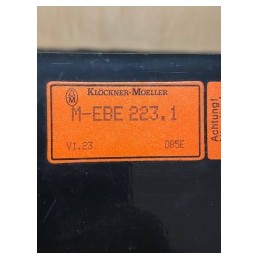 M
KLÖCKNER-MOELLER
M-EBE 223.1
V1.23 085E
Achtung!